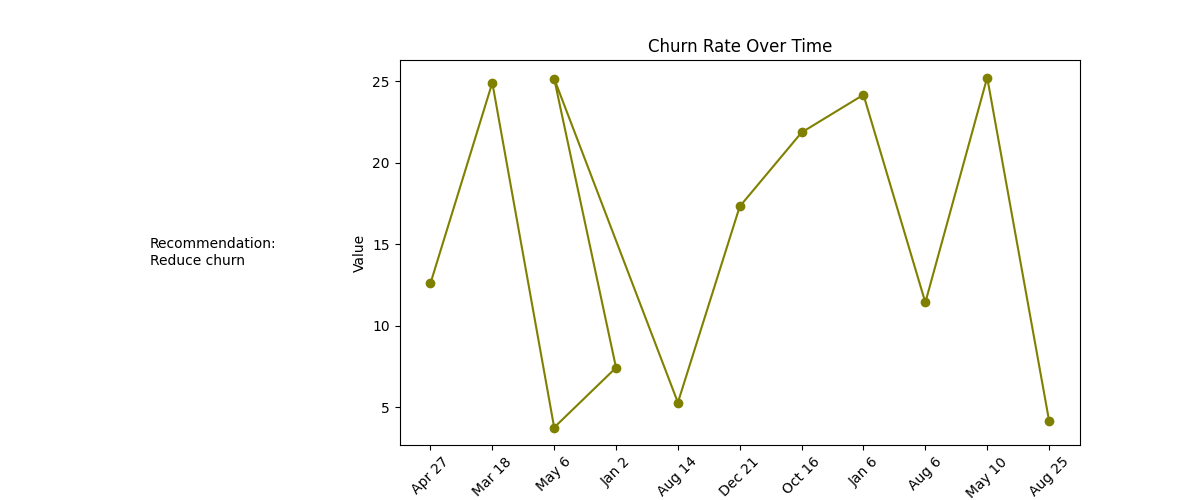 Churn Rate Over Time
Recommendation:
Reduce churn
Value
25
20
15
10
5
Apr 27
Mar 18
May 6
Jan 2
Aug 14
Dec 21
Oct 16
Jan 6
Aug 6
May 10
Aug 25